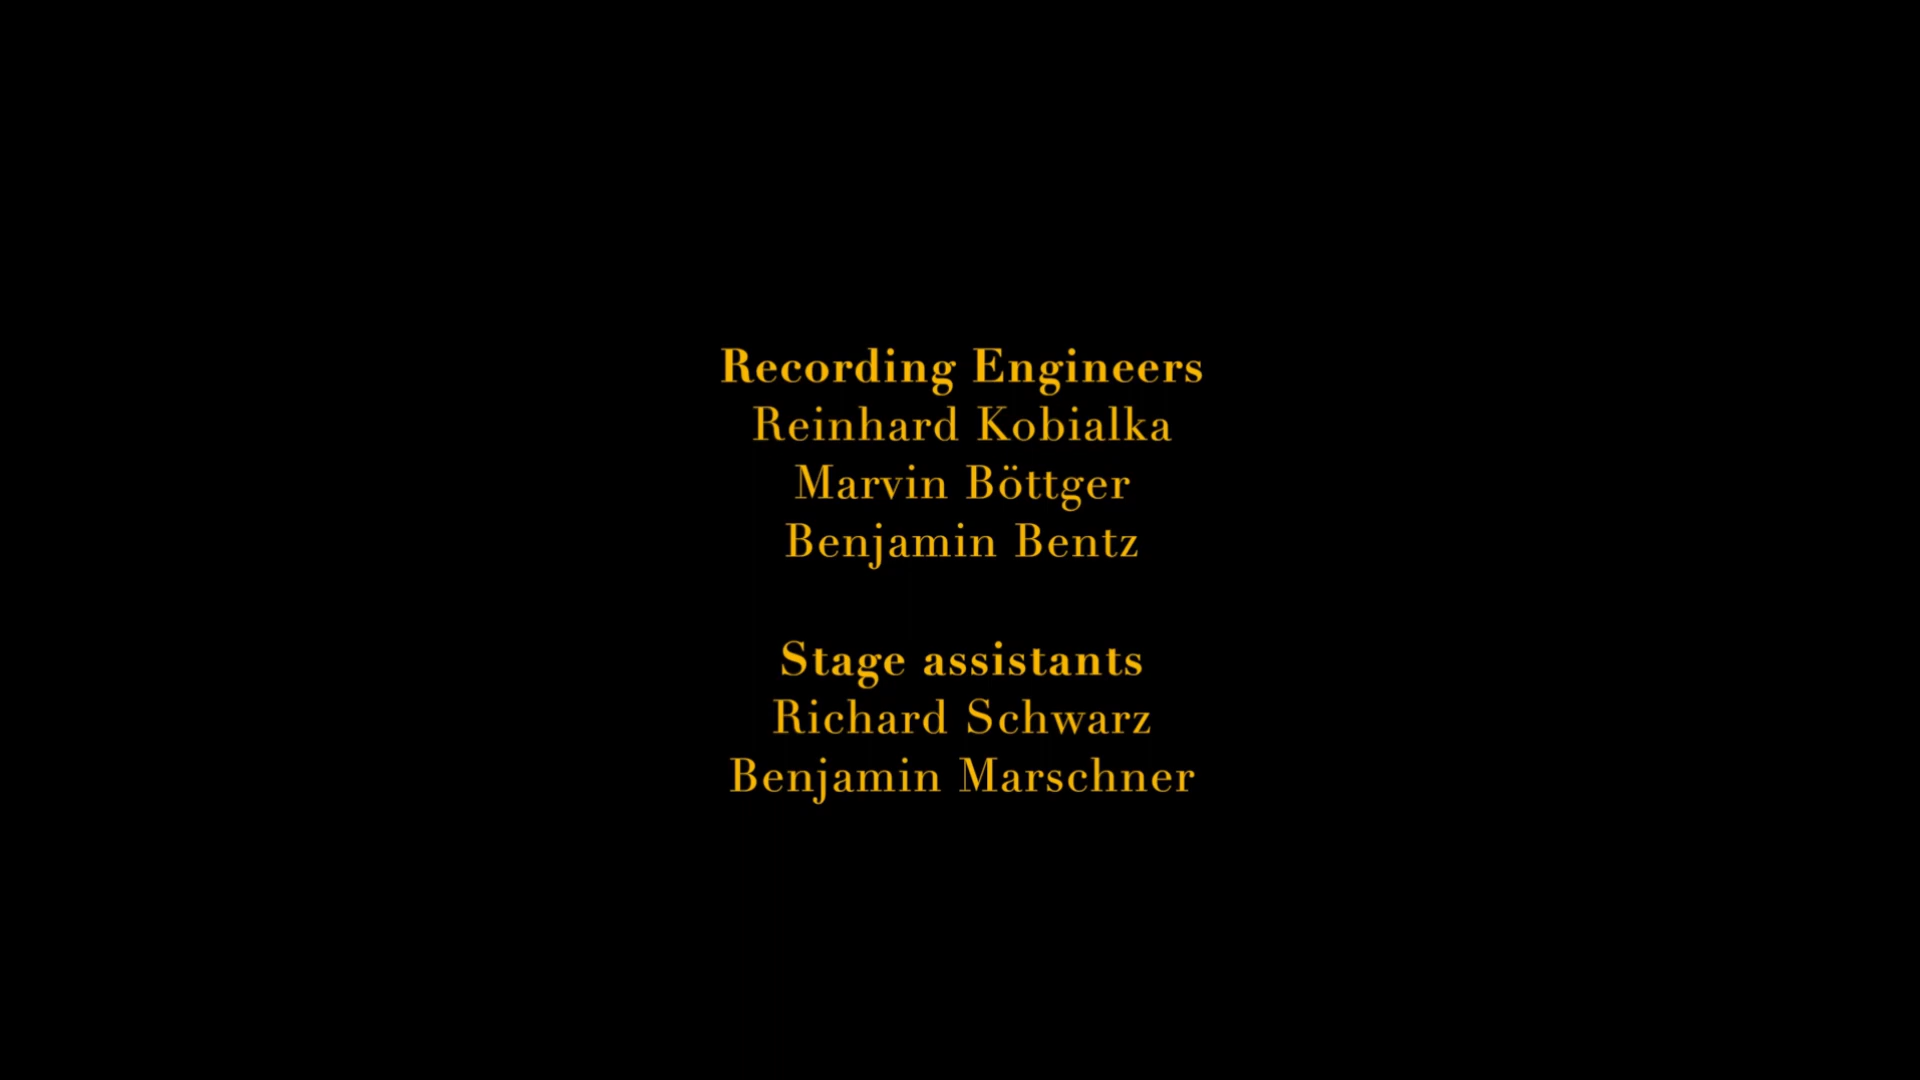 Recording Engineers
Reinhard Kobialka
Marvin Böttger
Benjamin Bentz
Stage assistants
Richard Schwarz
Benjamin Marschner